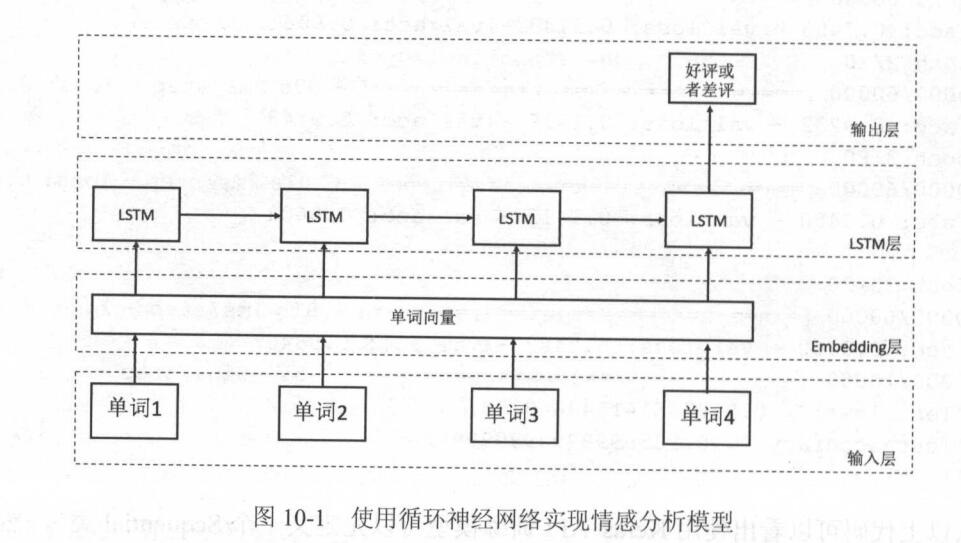 好评或
者差评
输出层
LSTM
LSTM
LSTM
LSTM
LSTM层
单词向量
Embedding层
单词1
单词2
单词3
单词4
输入层
图 10-1 使用循环神经网络实现情感分析模型